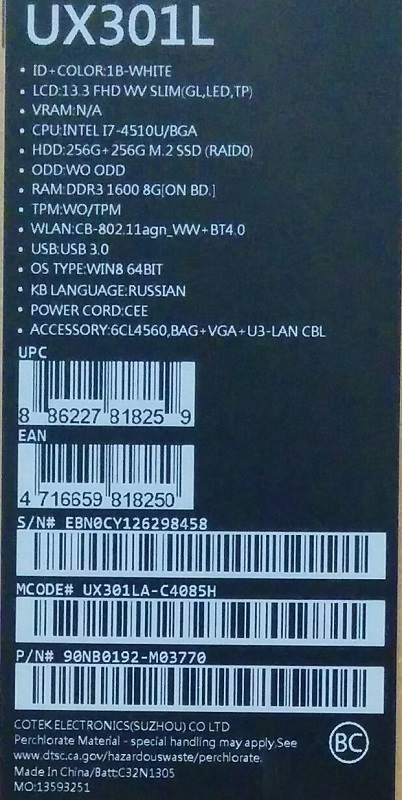 UX301L
• ID+COLOR:1B-WHITE
• LCD:13.3 FHD WV SLIM(GL,LED,TP)
• VRAM:N/A
• CPU:INTEL I7-4510U/BGA
• HDD:256G+256G M.2 SSD (RAID0)
• ODD:WO ODD
• RAM:DDR3 1600 8G[ON BD.]
• TPM:WO/TPM
• WLAN:CB-802.11agn_WW+BT4.0
• USB:USB 3.0
• OS TYPE:WIN8 64BIT
• KB LANGUAGE:RUSSIAN
• POWER CORD:CEE
• ACCESSORY:6CL4560,BAG+VGA+U3-LAN CBL
UPC
8 86227 81825 9
EAN
4 716659 818250
S/N# EBN0CY126298458
MCODE# UX301LA-C4085H
P/N# 90NB0192-M03770
COTEK ELECTRONICS(SUZHOU) CO LTD
Perchlorate Material - special handling may apply,See
www.dtsc.ca.gov/hazardouswaste/perchlorate.
Made In China/Batt:C32N1305
MO:13593251
BC